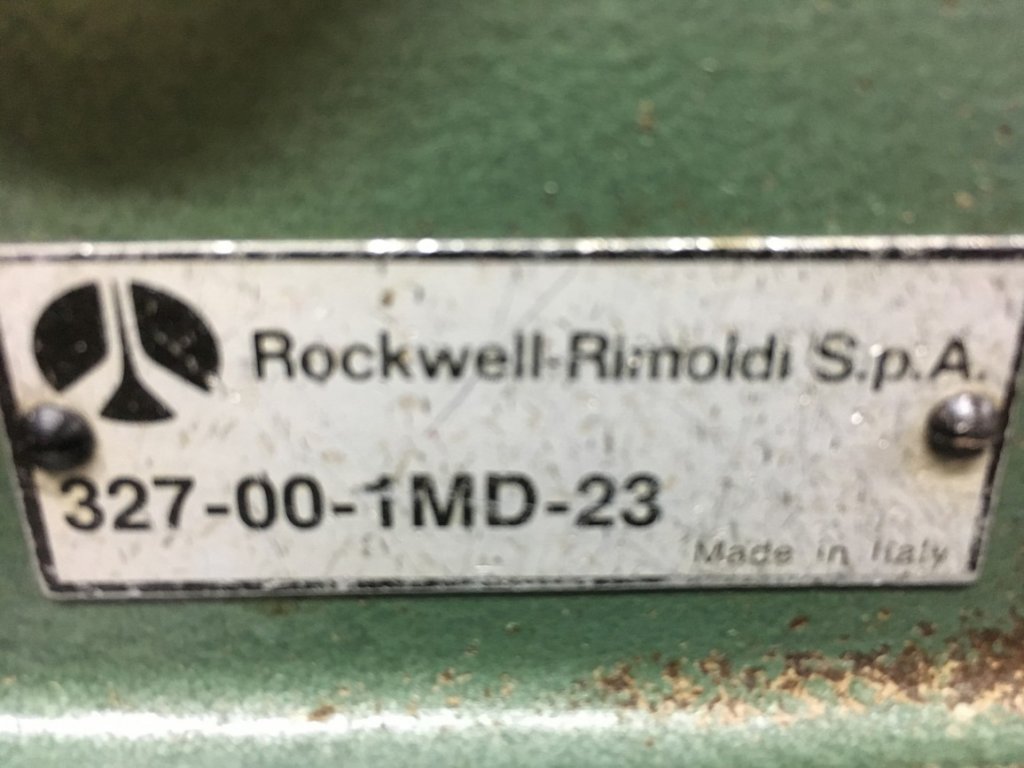 Rockwell-Rimoldi S.p.A.
327-00-1MD-23
Made in Italy